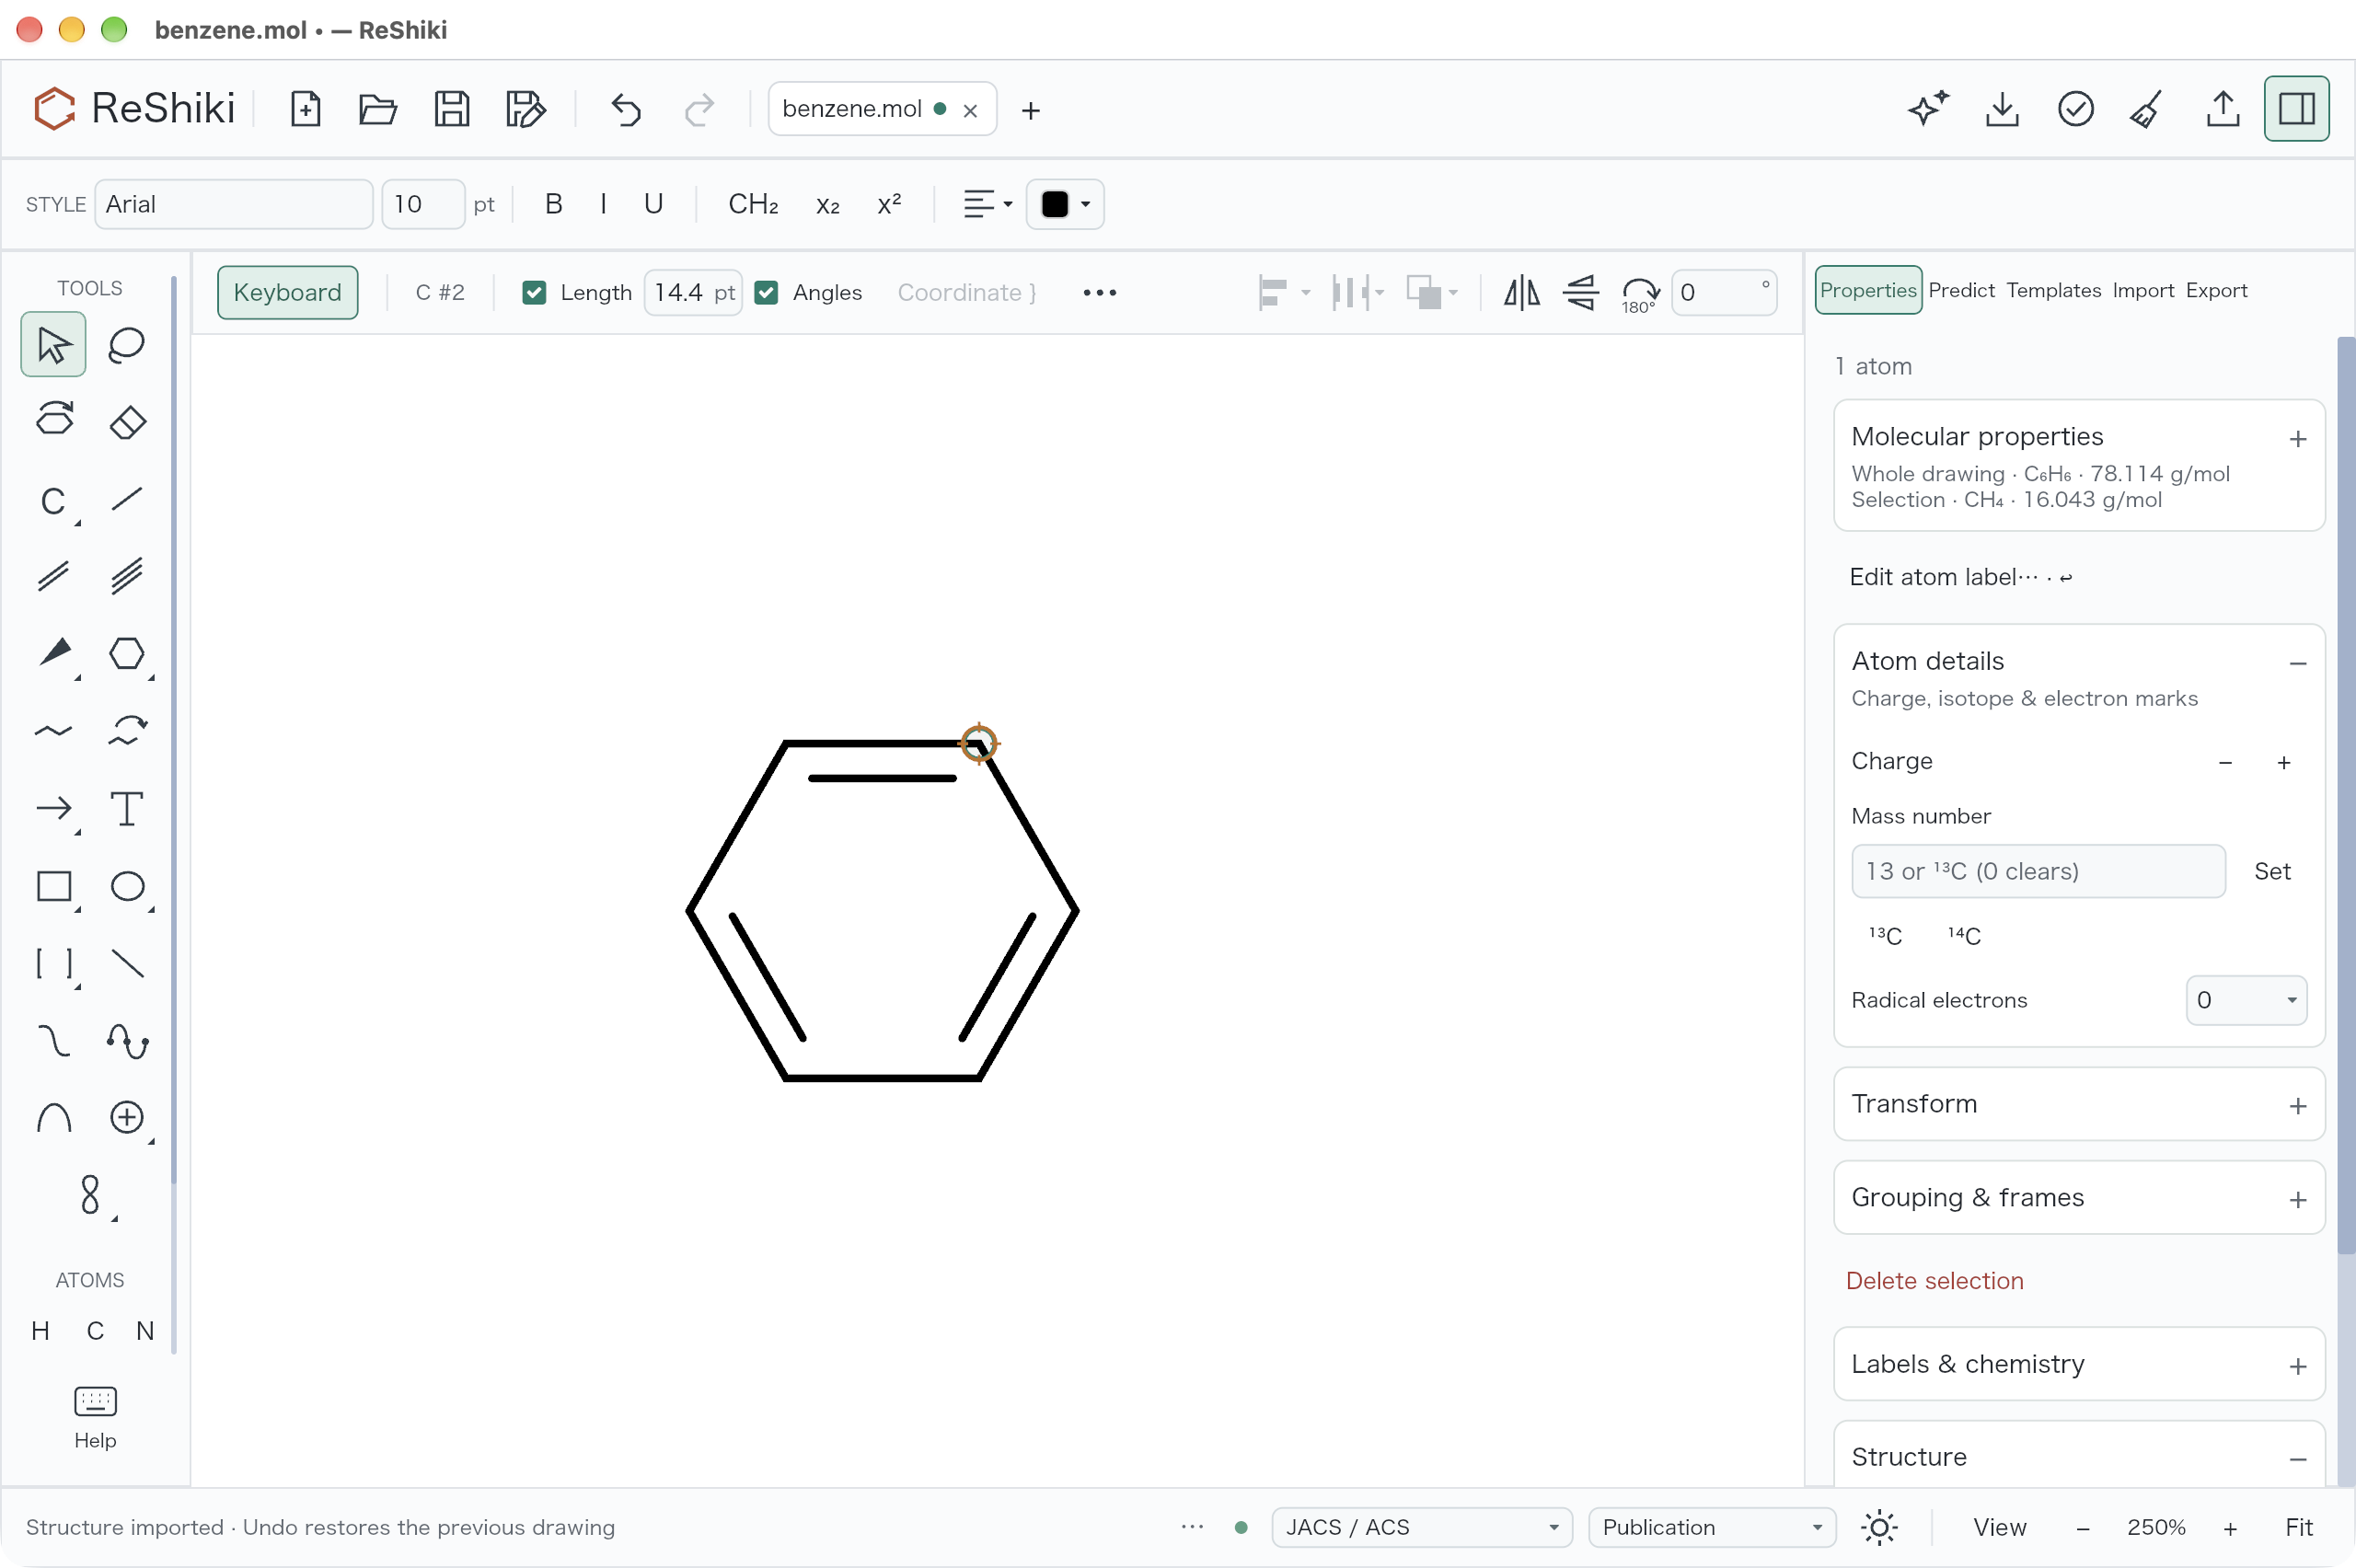 benzene.mol • — ReShiki
ReShiki
benzene.mol
STYLE Arial 10 pt B I U CH₂ x₂ x²
TOOLS
Keyboard C #2 Length 14.4 pt Angles Coordinate }
180° 0 °
Properties Predict Templates Import Export
1 atom
Molecular properties
Whole drawing · C₆H₆ · 78.114 g/mol
Selection · CH₄ · 16.043 g/mol
Edit atom label… · ↩
Atom details
Charge, isotope & electron marks
Charge − +
Mass number
13 or ¹³C (0 clears) Set
¹³C ¹⁴C
Radical electrons 0
Transform
Grouping & frames
Delete selection
Labels & chemistry
Structure
C
T
[ ]
ATOMS
H C N
Help
Structure imported · Undo restores the previous drawing
… JACS / ACS Publication View − 250% + Fit